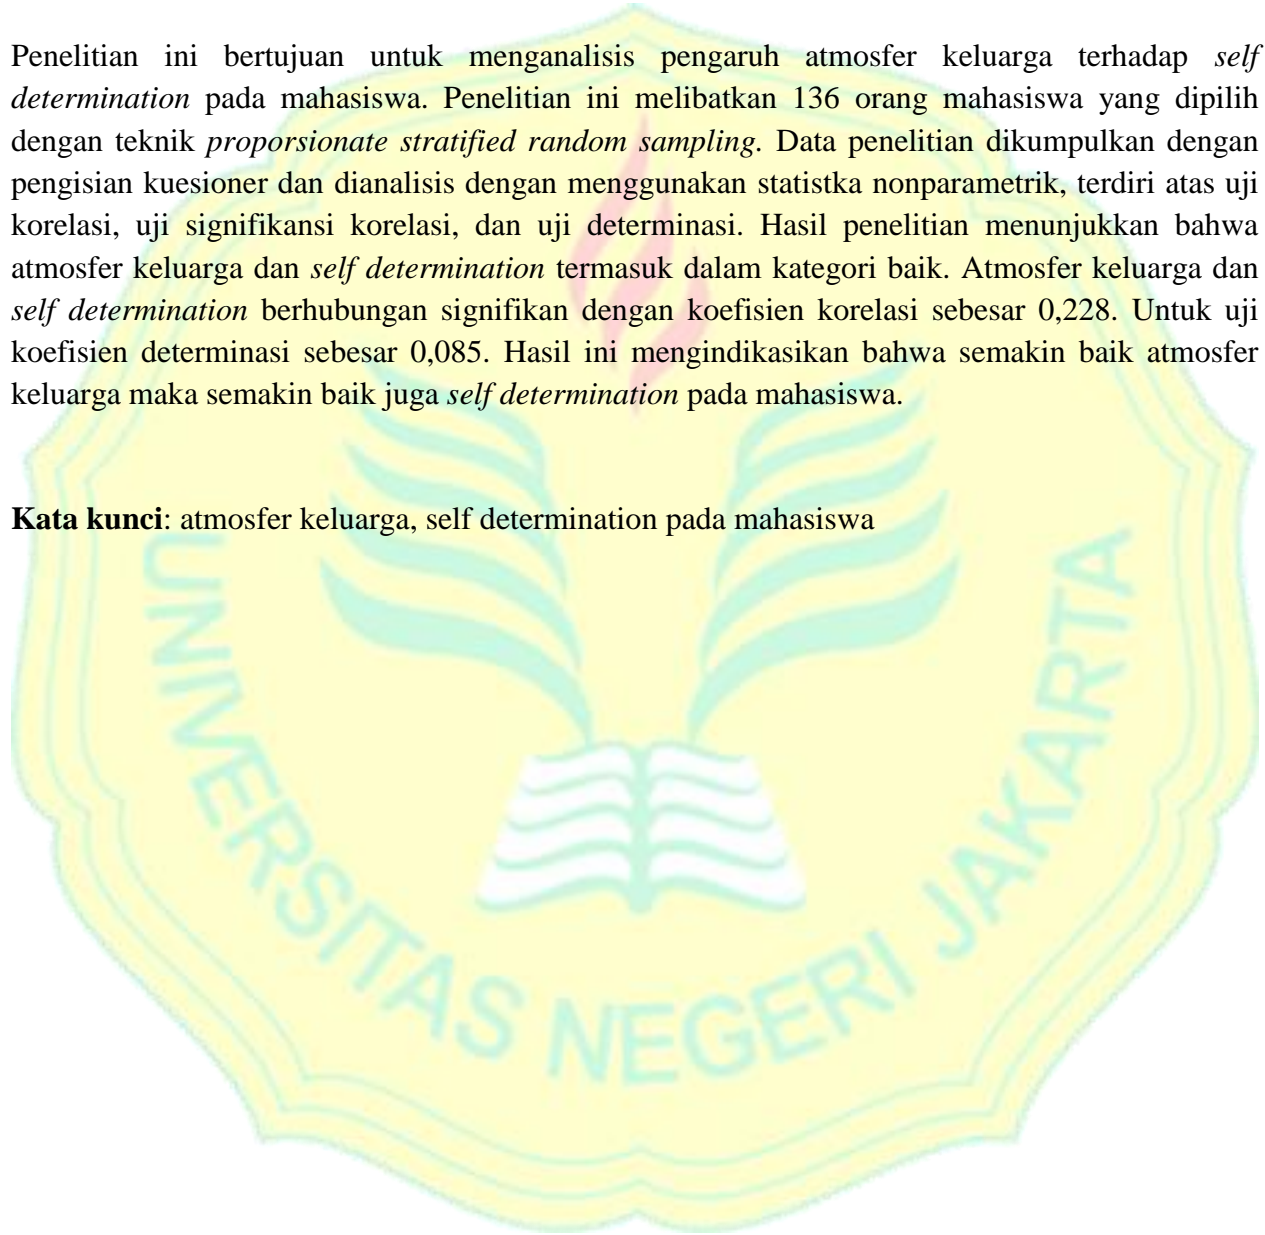 Penelitian ini bertujuan untuk menganalisis pengaruh atmosfer keluarga terhadap self
determination pada mahasiswa. Penelitian ini melibatkan 136 orang mahasiswa yang dipilih
dengan teknik proporsionate stratified random sampling. Data penelitian dikumpulkan dengan
pengisian kuesioner dan dianalisis dengan menggunakan statistka nonparametrik, terdiri atas uji
korelasi, uji signifikansi korelasi, dan uji determinasi. Hasil penelitian menunjukkan bahwa
atmosfer keluarga dan self determination termasuk dalam kategori baik. Atmosfer keluarga dan
self determination berhubungan signifikan dengan koefisien korelasi sebesar 0,228. Untuk uji
koefisien determinasi sebesar 0,085. Hasil ini mengindikasikan bahwa semakin baik atmosfer
keluarga maka semakin baik juga self determination pada mahasiswa.
Kata kunci: atmosfer keluarga, self determination pada mahasiswa
UNIVERSITAS NEGERI JAKARTA